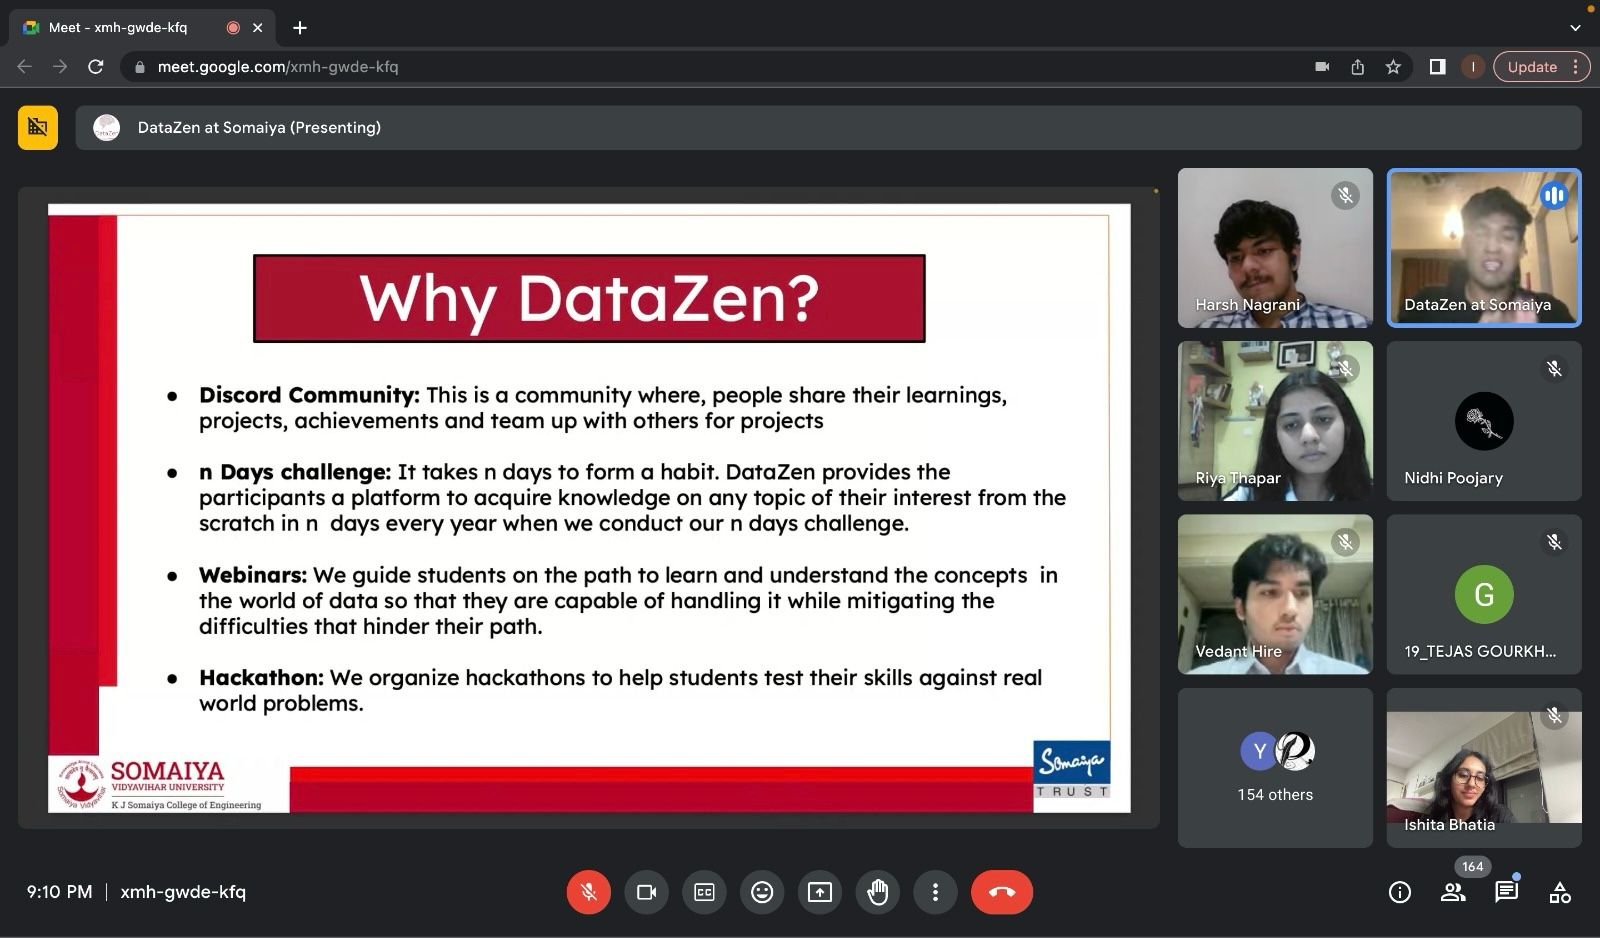 Meet - xmh-gwde-kfq
meet.google.com/xmh-gwde-kfq
I
Update
DataZen at Somaiya (Presenting)
Why DataZen?
● Discord Community: This is a community where, people share their learnings,
projects, achievements and team up with others for projects
● n Days challenge: It takes n days to form a habit. DataZen provides the
participants a platform to acquire knowledge on any topic of their interest from the
scratch in n days every year when we conduct our n days challenge.
● Webinars: We guide students on the path to learn and understand the concepts in
the world of data so that they are capable of handling it while mitigating the
difficulties that hinder their path.
● Hackathon: We organize hackathons to help students test their skills against real
world problems.
SOMAIYA
VIDYAVIHAR UNIVERSITY
K J Somaiya College of Engineering
Somaiya
TRUST
Harsh Nagrani
DataZen at Somaiya
Riya Thapar
Nidhi Poojary
Vedant Hire
G
19_TEJAS GOURKH...
Y
154 others
Ishita Bhatia
9:10 PM | xmh-gwde-kfq
CC
164